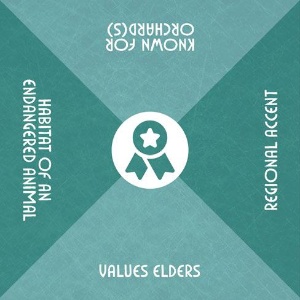 KNOWN FOR
ORCHARD(S)
HABITAT OF AN
ENDANGERED ANIMAL
REGIONAL ACCENT
VALUES ELDERS